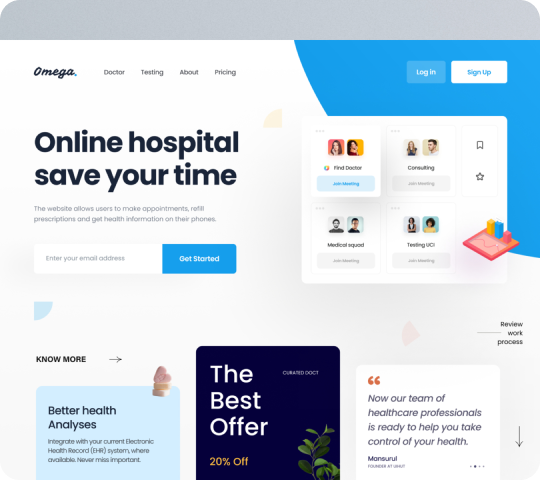 Omega.
Doctor
Testing
About
Pricing
Log in
Sign Up
Online hospital
save your time
The website allows users to make appointments, refill
prescriptions and get health information on their phones.
Enter your email address
Get Started
Find Doctor
Join Meeting
Consulting
Join Meeting
Medical squad
Join Meeting
Testing UCI
Join Meeting
Review
work
process
KNOW MORE
Better health
Analyses
Integrate with your current Electronic
Health Record (EHR) system, where
available. Never miss important.
The
Best
Offer
CURATED DOCT
20% Off
Now our team of
healthcare professionals
is ready to help you take
control of your health.
Mansurul